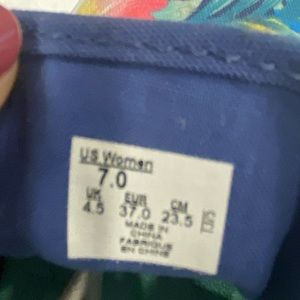 US Women
7.0
UK EUR CM
4.5 37.0 23.5
MADE IN
CHINA
FABRIQUE
EN CHINE